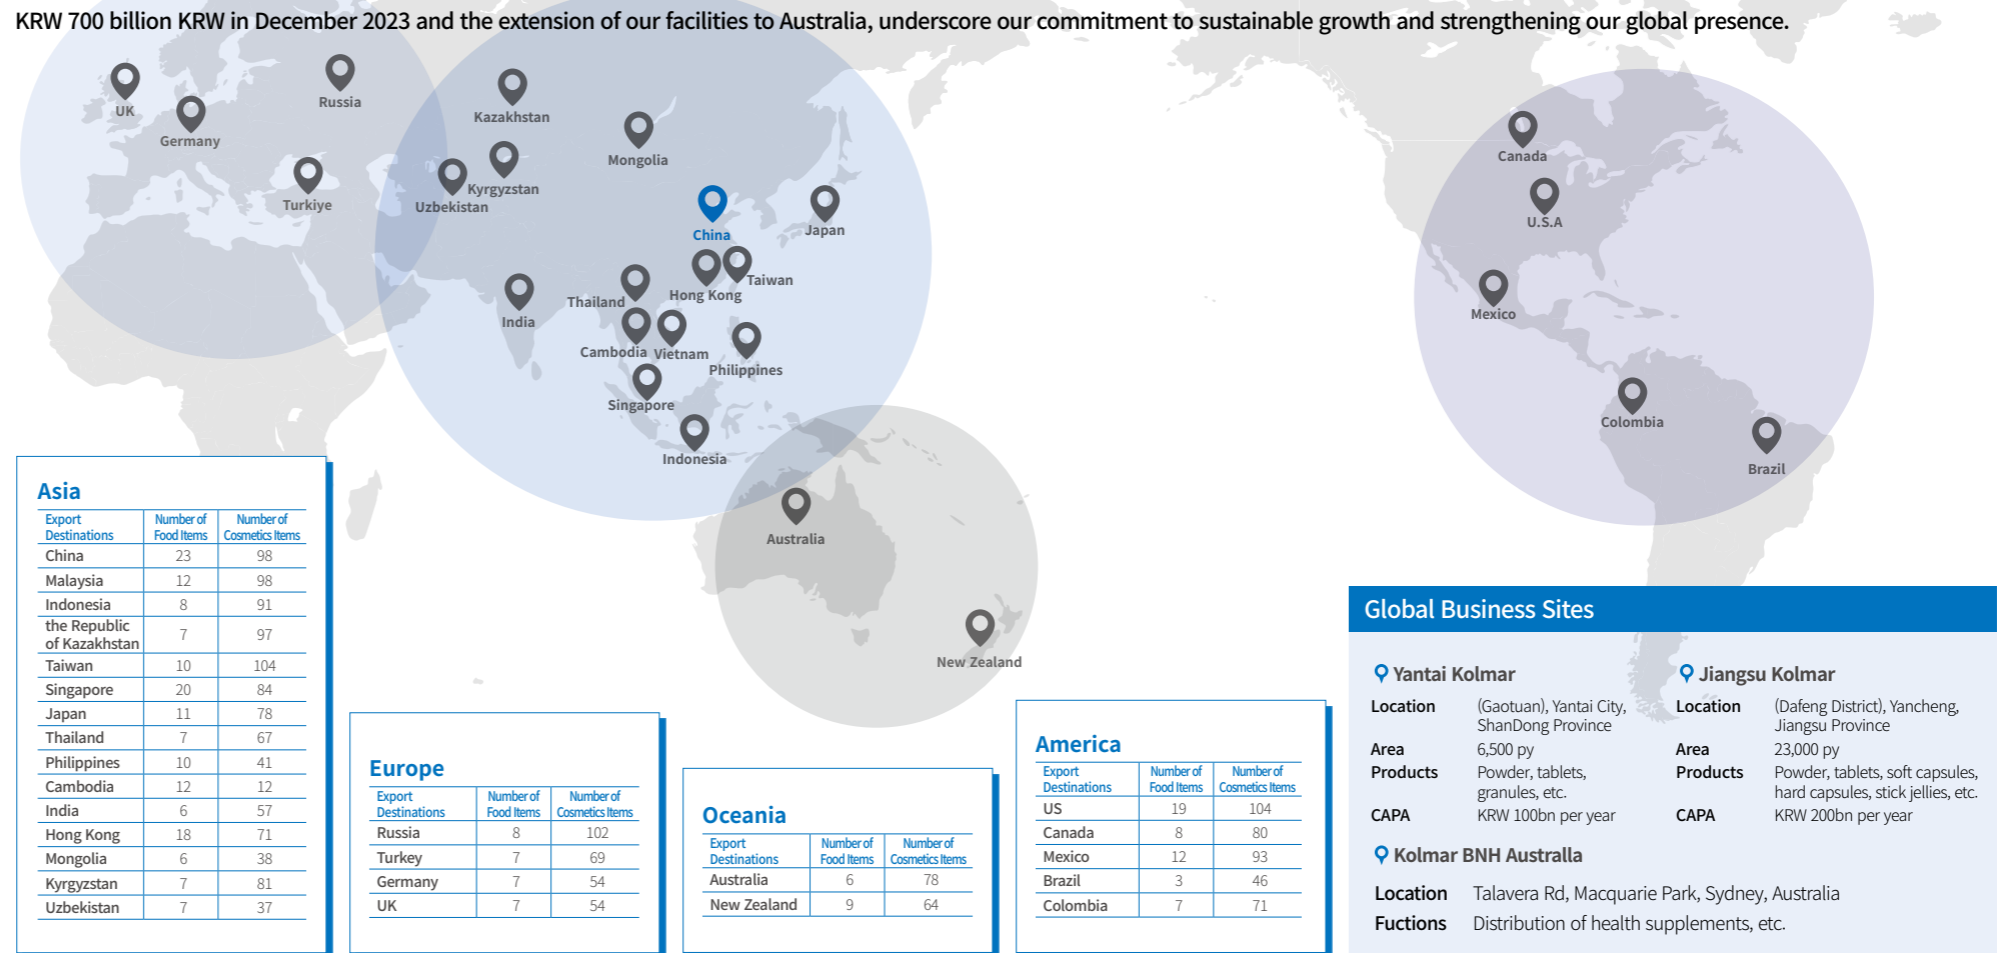 KRW 700 billion KRW in December 2023 and the extension of our facilities to Australia, underscore our commitment to sustainable growth and strengthening our global presence.
UK
Germany
Russia
Turkiye
Kazakhstan
Kyrgyzstan
Uzbekistan
Mongolia
China
Japan
Taiwan
Hong Kong
Thailand
India
Cambodia
Vietnam
Philippines
Singapore
Indonesia
Australia
New Zealand
Canada
U.S.A
Mexico
Colombia
Brazil
Asia
Export Number of Number of
Destinations Food Items Cosmetics Items
China 23 98
Malaysia 12 98
Indonesia 8 91
the Republic
of Kazakhstan 7 97
Taiwan 10 104
Singapore 20 84
Japan 11 78
Thailand 7 67
Philippines 10 41
Cambodia 12 12
India 6 57
Hong Kong 18 71
Mongolia 6 38
Kyrgyzstan 7 81
Uzbekistan 7 37
Europe
Export Number of Number of
Destinations Food Items Cosmetics Items
Russia 8 102
Turkey 7 69
Germany 7 54
UK 7 54
Oceania
Export Number of Number of
Destinations Food Items Cosmetics Items
Australia 6 78
New Zealand 9 64
America
Export Number of Number of
Destinations Food Items Cosmetics Items
US 19 104
Canada 8 80
Mexico 12 93
Brazil 3 46
Colombia 7 71
Global Business Sites
Yantai Kolmar
Location (Gaotuan), Yantai City,
ShanDong Province
Area 6,500 py
Products Powder, tablets,
granules, etc.
CAPA KRW 100bn per year
Jiangsu Kolmar
Location (Dafeng District), Yancheng,
Jiangsu Province
Area 23,000 py
Products Powder, tablets, soft capsules,
hard capsules, stick jellies, etc.
CAPA KRW 200bn per year
Kolmar BNH Australla
Location Talavera Rd, Macquarie Park, Sydney, Australia
Fuctions Distribution of health supplements, etc.